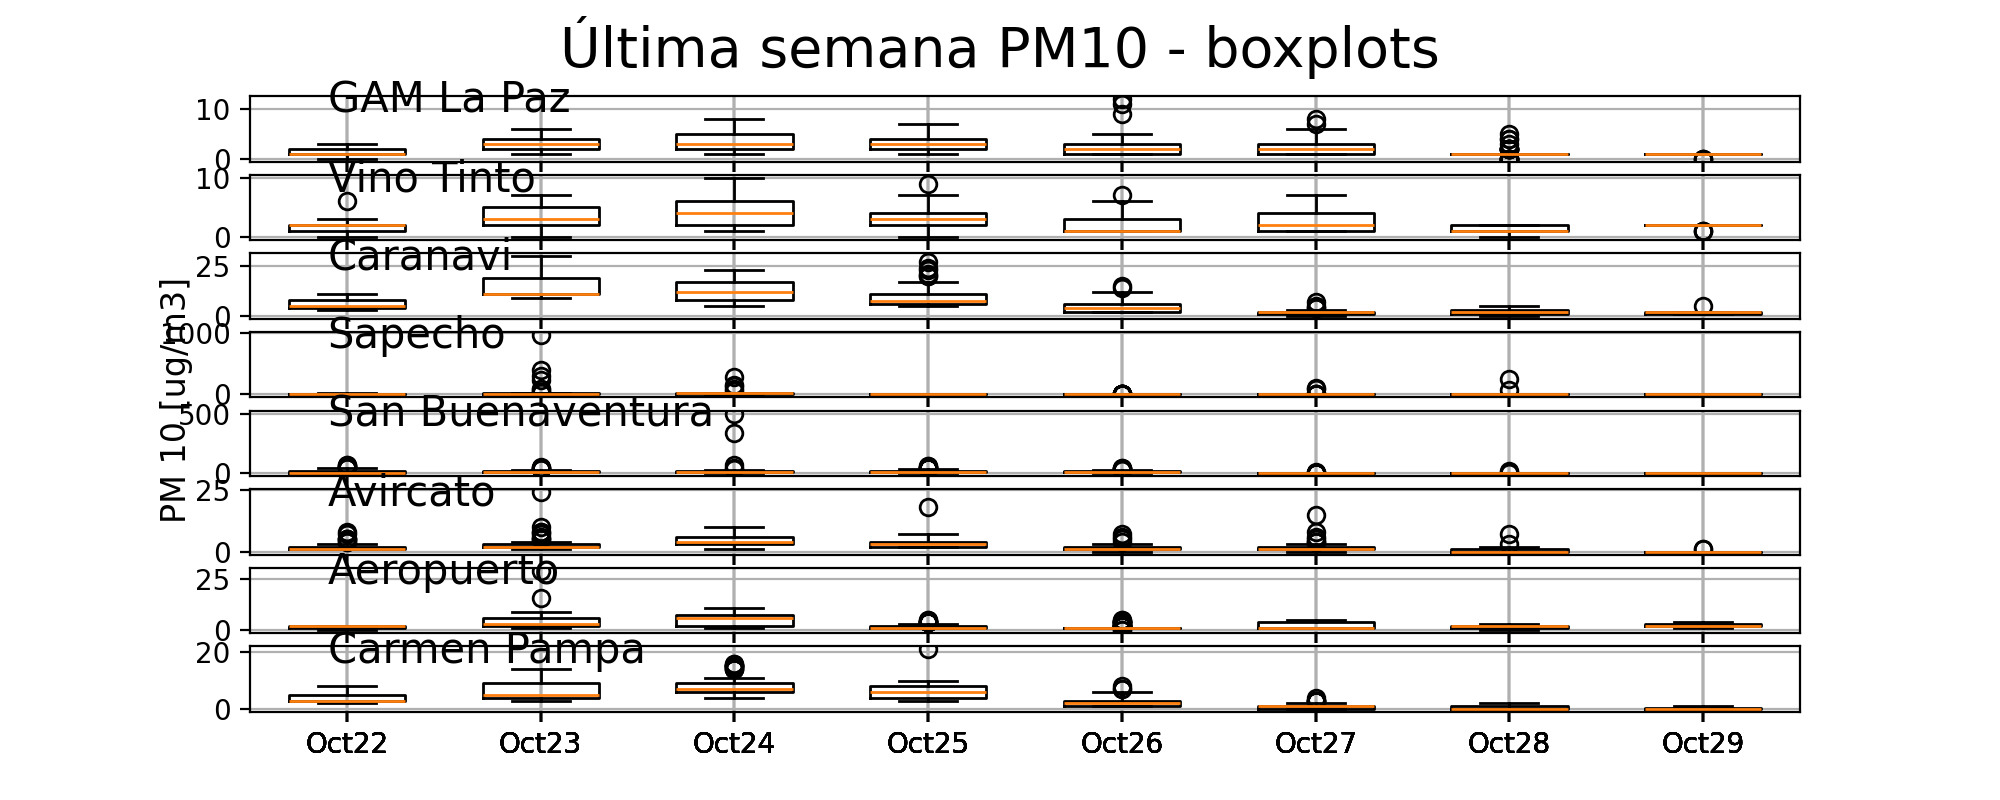 Última semana PM10 - boxplots
GAM La Paz
10
0
Vino Tinto
10
0
Caranavi
25
0
PM 10 [ug/m3]
Sapecho
1000
0
San Buenaventura
500
0
Avircato
25
0
Aeropuerto
25
0
Carmen Pampa
20
0
Oct22 Oct23 Oct24 Oct25 Oct26 Oct27 Oct28 Oct29